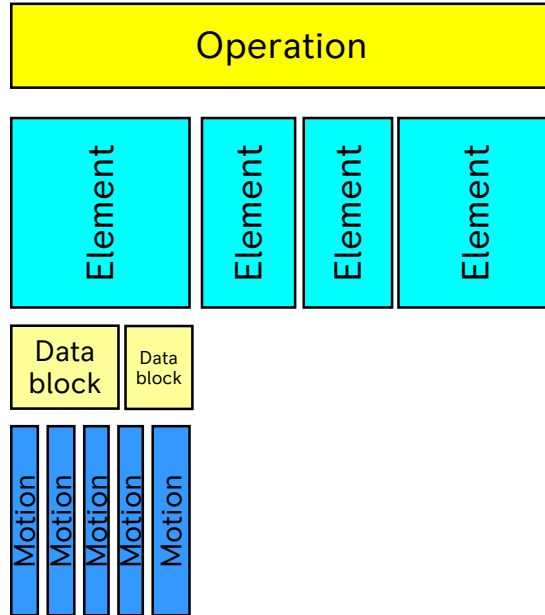 Operation
Element
Element
Element
Element
Data
block
Data
block
Motion
Motion
Motion
Motion
Motion